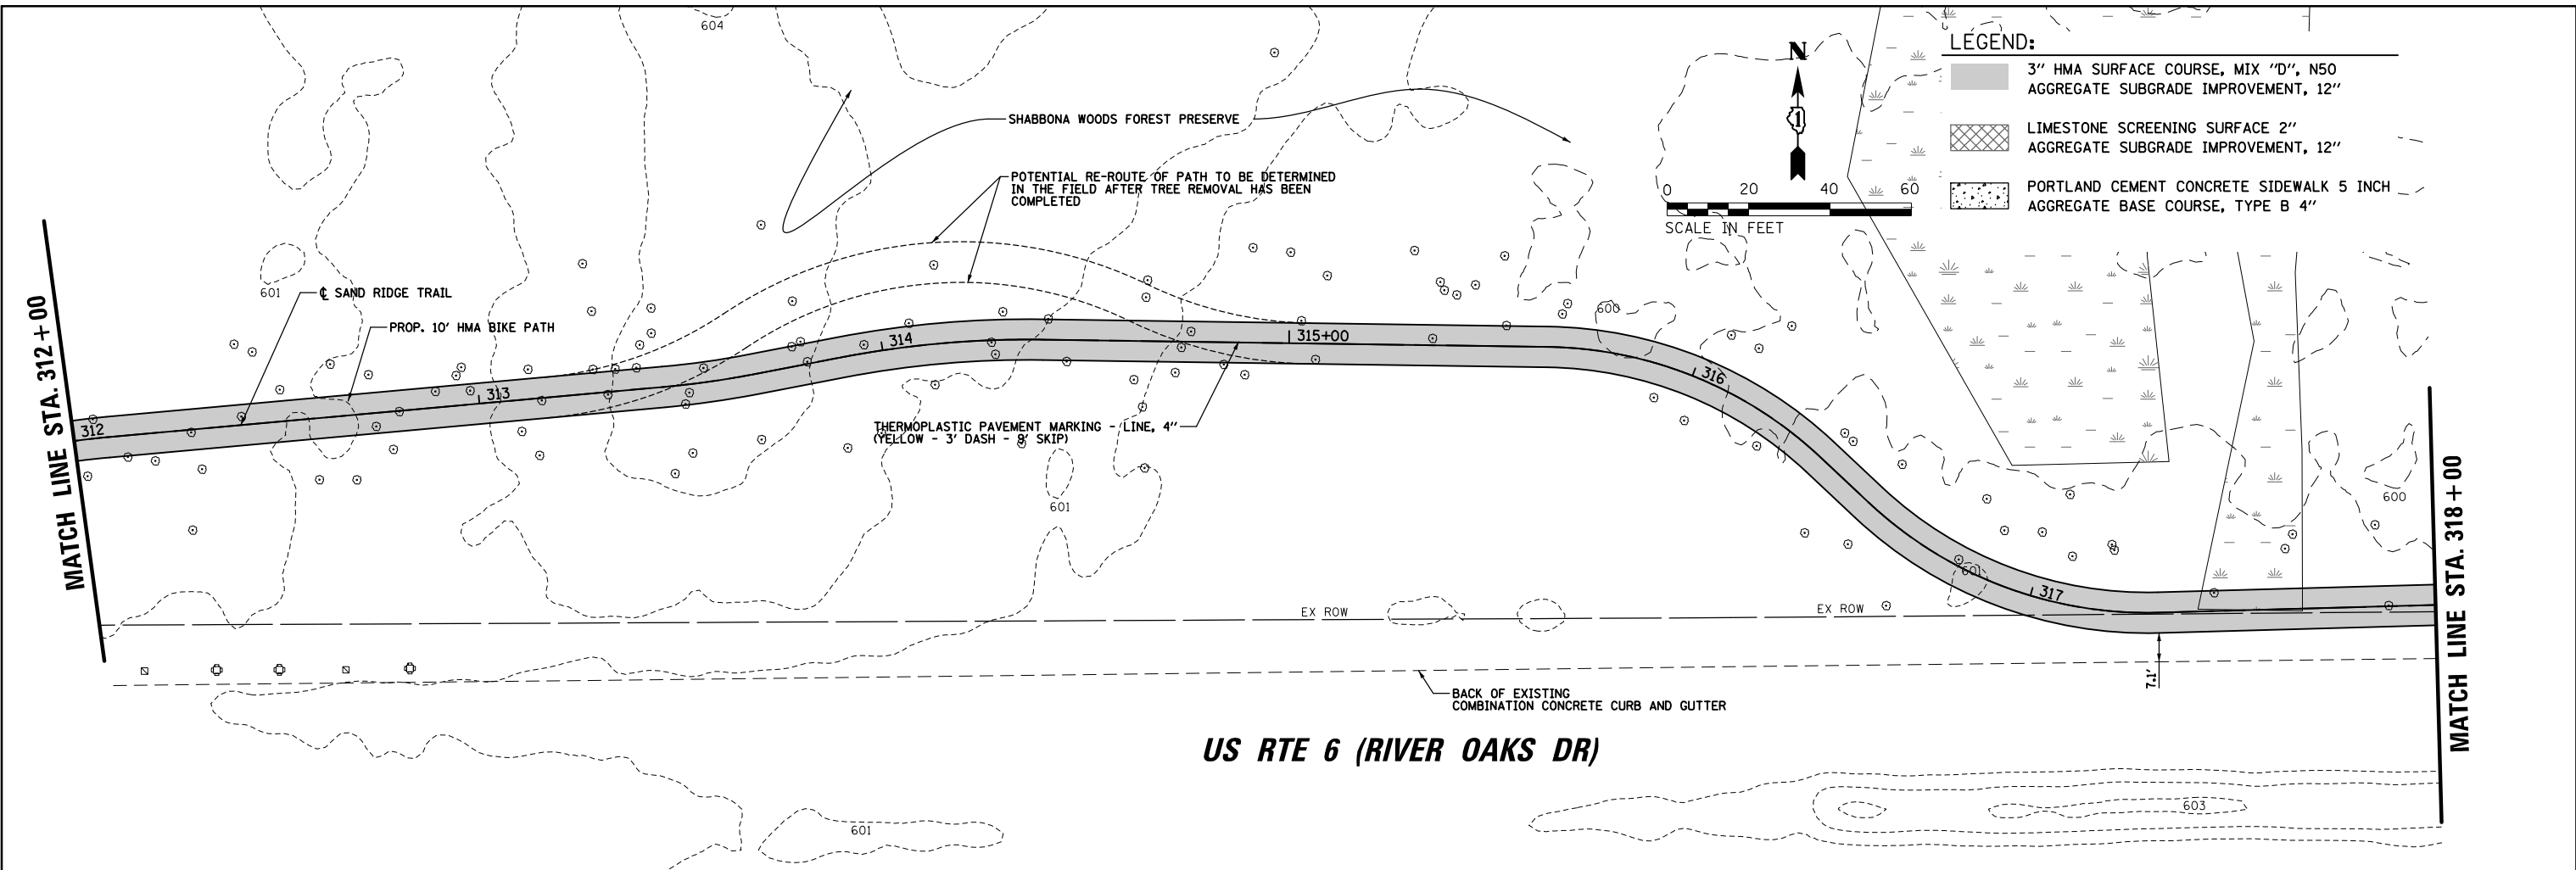 604
LEGEND:
3" HMA SURFACE COURSE, MIX "D", N50
AGGREGATE SUBGRADE IMPROVEMENT, 12"
LIMESTONE SCREENING SURFACE 2"
AGGREGATE SUBGRADE IMPROVEMENT, 12"
PORTLAND CEMENT CONCRETE SIDEWALK 5 INCH
AGGREGATE BASE COURSE, TYPE B 4"
N
1
0 20 40 60
SCALE IN FEET
SHABBONA WOODS FOREST PRESERVE
POTENTIAL RE-ROUTE OF PATH TO BE DETERMINED
IN THE FIELD AFTER TREE REMOVAL HAS BEEN
COMPLETED
601
℄ SAND RIDGE TRAIL
PROP. 10' HMA BIKE PATH
MATCH LINE STA. 312+00
312
313
314
315+00
316
317
600
THERMOPLASTIC PAVEMENT MARKING - LINE, 4"
(YELLOW - 3' DASH - 9' SKIP)
601
601
600
EX ROW
EX ROW
7.1'
BACK OF EXISTING
COMBINATION CONCRETE CURB AND GUTTER
US RTE 6 (RIVER OAKS DR)
MATCH LINE STA. 318+00
601
603